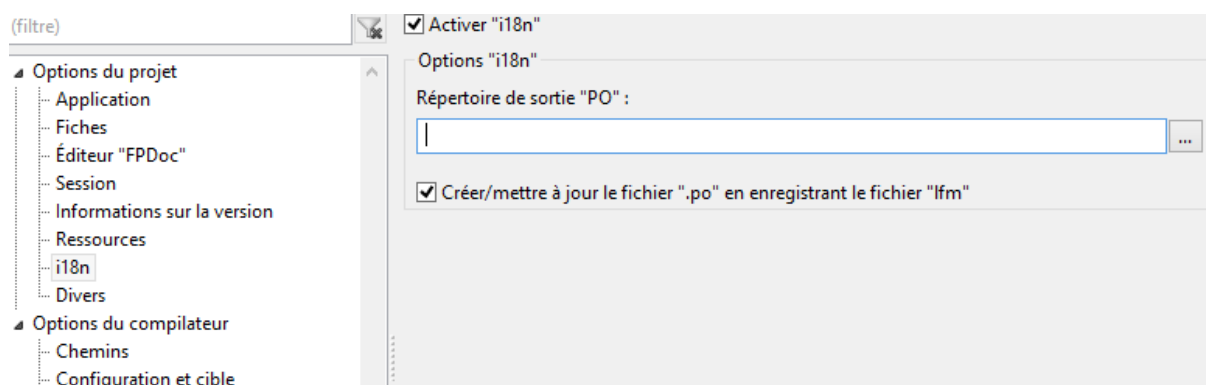 (filtre)
Options du projet
Application
Fiches
Éditeur "FPDoc"
Session
Informations sur la version
Ressources
i18n
Divers
Options du compilateur
Chemins
Configuration et cible
Activer "i18n"
Options "i18n"
Répertoire de sortie "PO" :
...
Créer/mettre à jour le fichier ".po" en enregistrant le fichier "lfm"